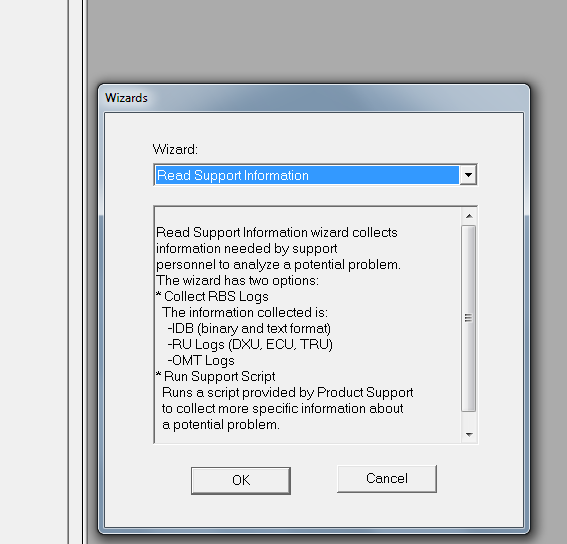 Wizards
Wizard:
Read Support Information
Read Support Information wizard collects
information needed by support
personnel to analyze a potential problem.
The wizard has two options:
* Collect RBS Logs
The information collected is:
-IDB (binary and text format)
-RU Logs (DXU, ECU, TRU)
-OMT Logs
* Run Support Script
Runs a script provided by Product Support
to collect more specific information about
a potential problem.
OK
Cancel